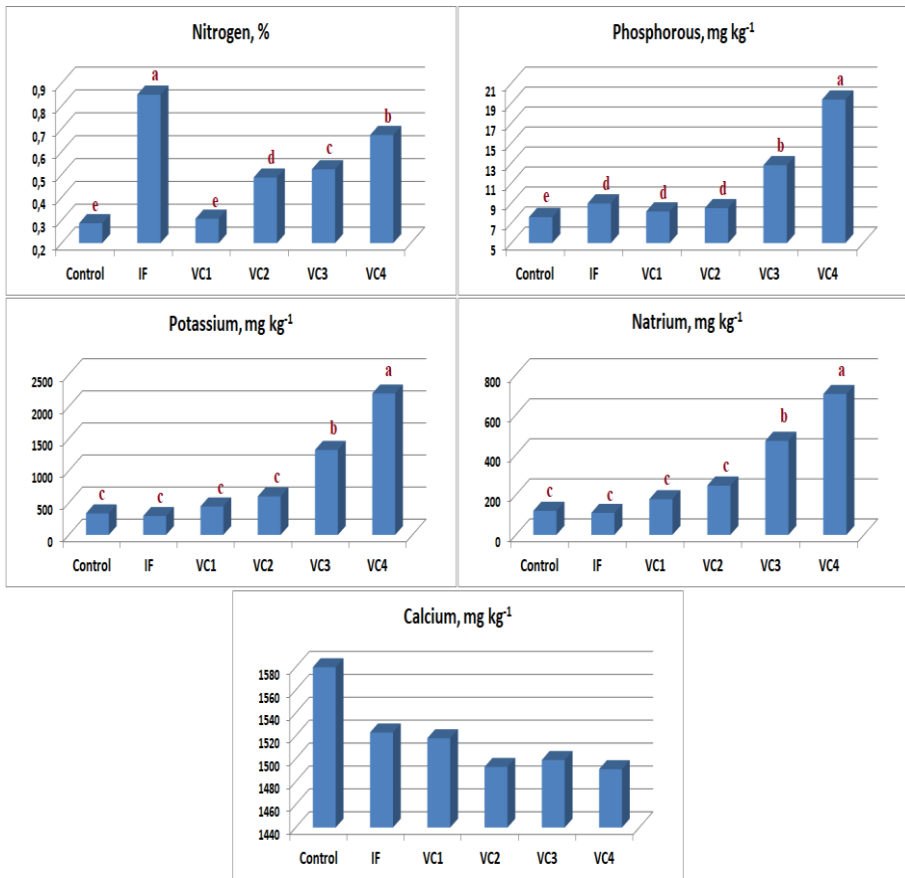 Nitrogen, %
0,9
0,8
0,7
0,6
0,5
0,4
0,3
0,2
e
a
e
d
c
b
Control IF VC1 VC2 VC3 VC4
Phosphorous, mg kg-1
21
19
17
15
13
11
9
7
5
e
d
d
d
b
a
Control IF VC1 VC2 VC3 VC4
Potassium, mg kg-1
2500
2000
1500
1000
500
0
c
c
c
c
b
a
Control IF VC1 VC2 VC3 VC4
Natrium, mg kg-1
800
600
400
200
0
c
c
c
c
b
a
Control IF VC1 VC2 VC3 VC4
Calcium, mg kg-1
1580
1560
1540
1520
1500
1480
1460
1440
Control IF VC1 VC2 VC3 VC4